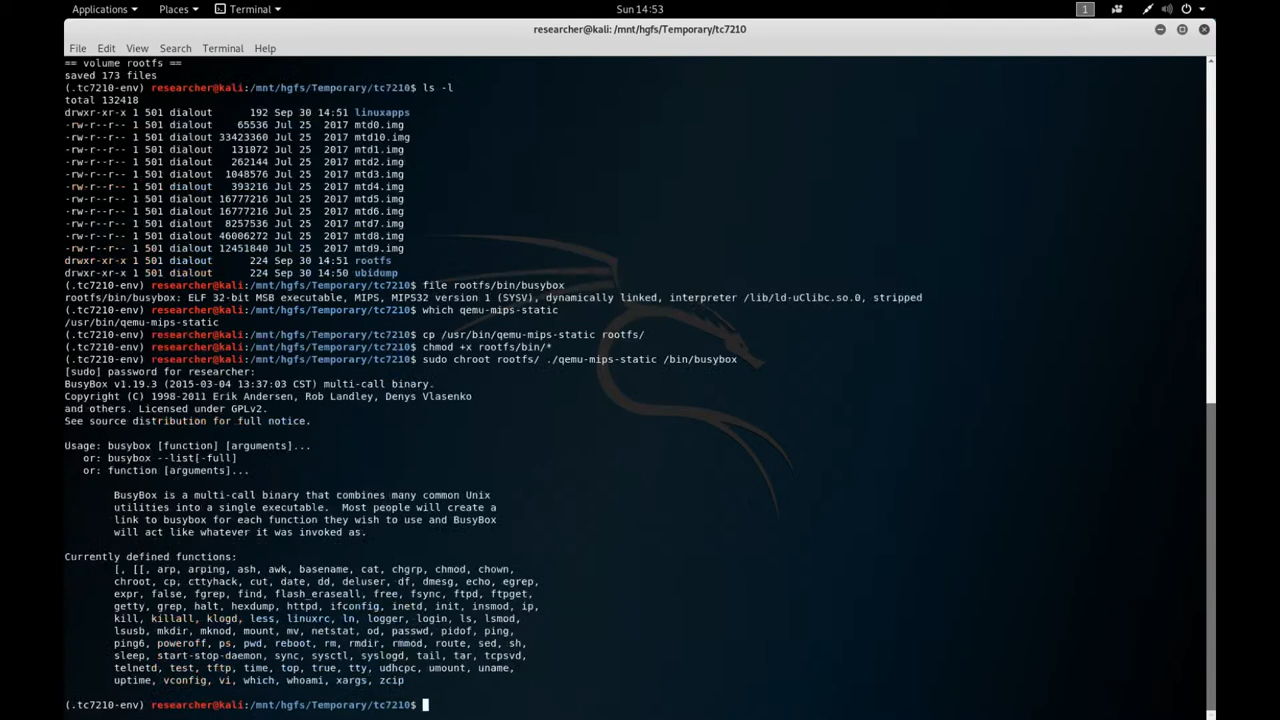 Applications Places Terminal Sun 14:53 1
researcher@kali: /mnt/hgfs/Temporary/tc7210
File Edit View Search Terminal Help
== volume rootfs ==
saved 173 files
(.tc7210-env) researcher@kali:/mnt/hgfs/Temporary/tc7210$ ls -l
total 132418
drwxr-xr-x 1 501 dialout      192 Sep 30 14:51 linuxapps
-rw-r--r-- 1 501 dialout    65536 Jul 25  2017 mtd0.img
-rw-r--r-- 1 501 dialout 33423360 Jul 25  2017 mtd10.img
-rw-r--r-- 1 501 dialout   131072 Jul 25  2017 mtd1.img
-rw-r--r-- 1 501 dialout   262144 Jul 25  2017 mtd2.img
-rw-r--r-- 1 501 dialout  1048576 Jul 25  2017 mtd3.img
-rw-r--r-- 1 501 dialout   393216 Jul 25  2017 mtd4.img
-rw-r--r-- 1 501 dialout 16777216 Jul 25  2017 mtd5.img
-rw-r--r-- 1 501 dialout 16777216 Jul 25  2017 mtd6.img
-rw-r--r-- 1 501 dialout  8257536 Jul 25  2017 mtd7.img
-rw-r--r-- 1 501 dialout 46006272 Jul 25  2017 mtd8.img
-rw-r--r-- 1 501 dialout 12451840 Jul 25  2017 mtd9.img
drwxr-xr-x 1 501 dialout      224 Sep 30 14:51 rootfs
drwxr-xr-x 1 501 dialout      224 Sep 30 14:50 ubidump
(.tc7210-env) researcher@kali:/mnt/hgfs/Temporary/tc7210$ file rootfs/bin/busybox
rootfs/bin/busybox: ELF 32-bit MSB executable, MIPS, MIPS32 version 1 (SYSV), dynamically linked, interpreter /lib/ld-uClibc.so.0, stripped
(.tc7210-env) researcher@kali:/mnt/hgfs/Temporary/tc7210$ which qemu-mips-static
/usr/bin/qemu-mips-static
(.tc7210-env) researcher@kali:/mnt/hgfs/Temporary/tc7210$ cp /usr/bin/qemu-mips-static rootfs/
(.tc7210-env) researcher@kali:/mnt/hgfs/Temporary/tc7210$ chmod +x rootfs/bin/*
(.tc7210-env) researcher@kali:/mnt/hgfs/Temporary/tc7210$ sudo chroot rootfs/ ./qemu-mips-static /bin/busybox
[sudo] password for researcher:
BusyBox v1.19.3 (2015-03-04 13:37:03 CST) multi-call binary.
Copyright (C) 1998-2011 Erik Andersen, Rob Landley, Denys Vlasenko
and others. Licensed under GPLv2.
See source distribution for full notice.
Usage: busybox [function] [arguments]...
or: busybox --list[-full]
or: function [arguments]...
BusyBox is a multi-call binary that combines many common Unix
utilities into a single executable.  Most people will create a
link to busybox for each function they wish to use and BusyBox
will act like whatever it was invoked as.
Currently defined functions:
[, [[, arp, arping, ash, awk, basename, cat, chgrp, chmod, chown,
chroot, cp, cttyhack, cut, date, dd, deluser, df, dmesg, echo, egrep,
expr, false, fgrep, find, flash_eraseall, free, fsync, ftpd, ftpget,
getty, grep, halt, hexdump, httpd, ifconfig, inetd, init, insmod, ip,
kill, killall, klogd, less, linuxrc, ln, logger, login, ls, lsmod,
lsusb, mkdir, mknod, mount, mv, netstat, od, passwd, pidof, ping,
ping6, poweroff, ps, pwd, reboot, rm, rmdir, rmmod, route, sed, sh,
sleep, start-stop-daemon, sync, sysctl, syslogd, tail, tar, tcpsvd,
telnetd, test, tftp, time, top, true, tty, udhcpc, umount, uname,
uptime, vconfig, vi, which, whoami, xargs, zcip
(.tc7210-env) researcher@kali:/mnt/hgfs/Temporary/tc7210$